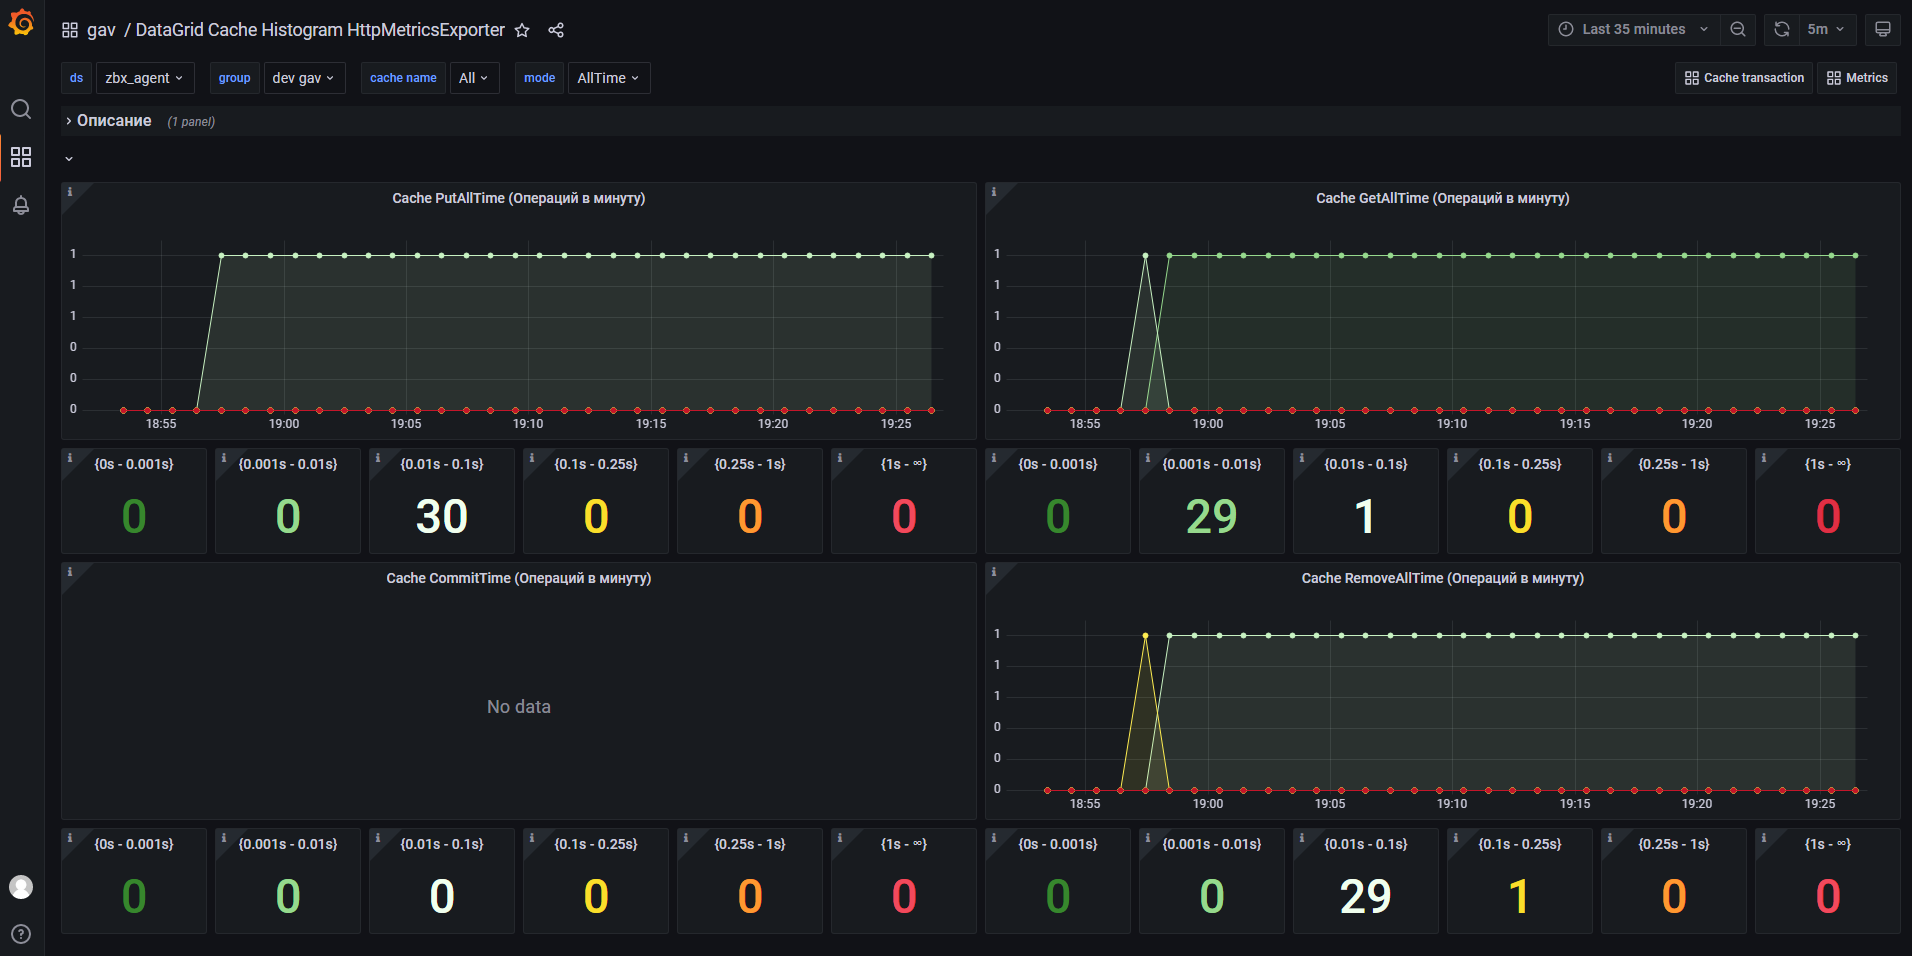 gav / DataGrid Cache Histogram HttpMetricsExporter
Last 35 minutes
5m
ds
zbx_agent
group
dev gav
cache name
All
mode
AllTime
Cache transaction
Metrics
Описание (1 panel)
Cache PutAllTime (Операций в минуту)
1
1
1
0
0
0
18:55 19:00 19:05 19:10 19:15 19:20 19:25
Cache GetAllTime (Операций в минуту)
1
1
1
0
0
0
18:55 19:00 19:05 19:10 19:15 19:20 19:25
{0s - 0.001s} {0.001s - 0.01s} {0.01s - 0.1s} {0.1s - 0.25s} {0.25s - 1s} {1s - ∞}
0 0 30 0 0 0
{0s - 0.001s} {0.001s - 0.01s} {0.01s - 0.1s} {0.1s - 0.25s} {0.25s - 1s} {1s - ∞}
0 29 1 0 0 0
Cache CommitTime (Операций в минуту)
No data
Cache RemoveAllTime (Операций в минуту)
1
1
1
0
0
0
18:55 19:00 19:05 19:10 19:15 19:20 19:25
{0s - 0.001s} {0.001s - 0.01s} {0.01s - 0.1s} {0.1s - 0.25s} {0.25s - 1s} {1s - ∞}
0 0 0 0 0 0
{0s - 0.001s} {0.001s - 0.01s} {0.01s - 0.1s} {0.1s - 0.25s} {0.25s - 1s} {1s - ∞}
0 0 29 1 0 0